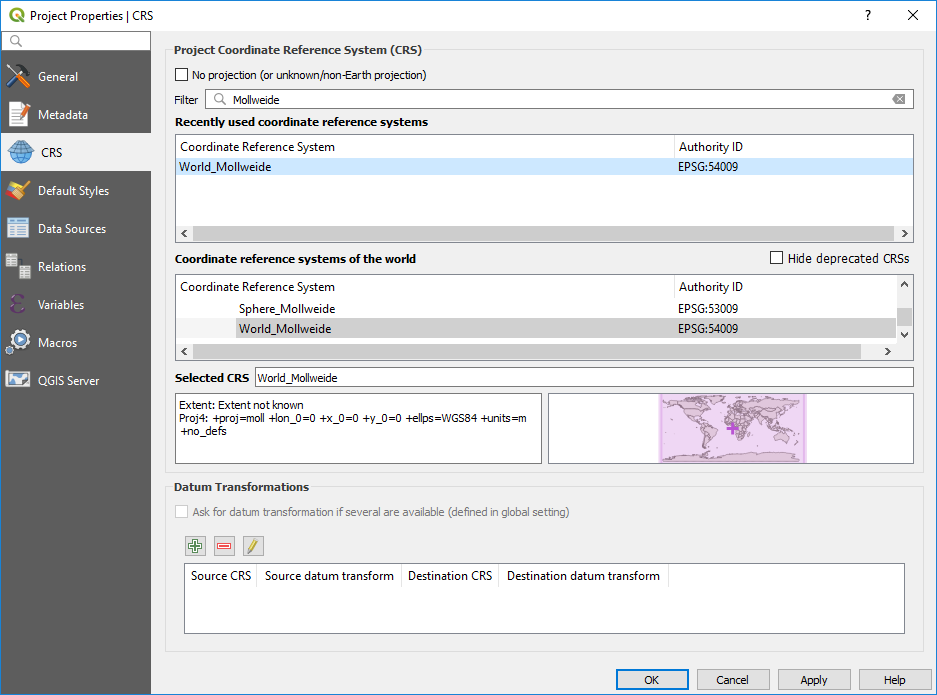 Project Properties | CRS
?
General
Metadata
CRS
Default Styles
Data Sources
Relations
Variables
Macros
QGIS Server
Project Coordinate Reference System (CRS)
No projection (or unknown/non-Earth projection)
Filter Mollweide
Recently used coordinate reference systems
Coordinate Reference System Authority ID
World_Mollweide EPSG:54009
Coordinate reference systems of the world Hide deprecated CRSs
Coordinate Reference System Authority ID
Sphere_Mollweide EPSG:53009
World_Mollweide EPSG:54009
Selected CRS World_Mollweide
Extent: Extent not known
Proj4: +proj=moll +lon_0=0 +x_0=0 +y_0=0 +ellps=WGS84 +units=m
+no_defs
Datum Transformations
Ask for datum transformation if several are available (defined in global setting)
Source CRS Source datum transform Destination CRS Destination datum transform
OK Cancel Apply Help